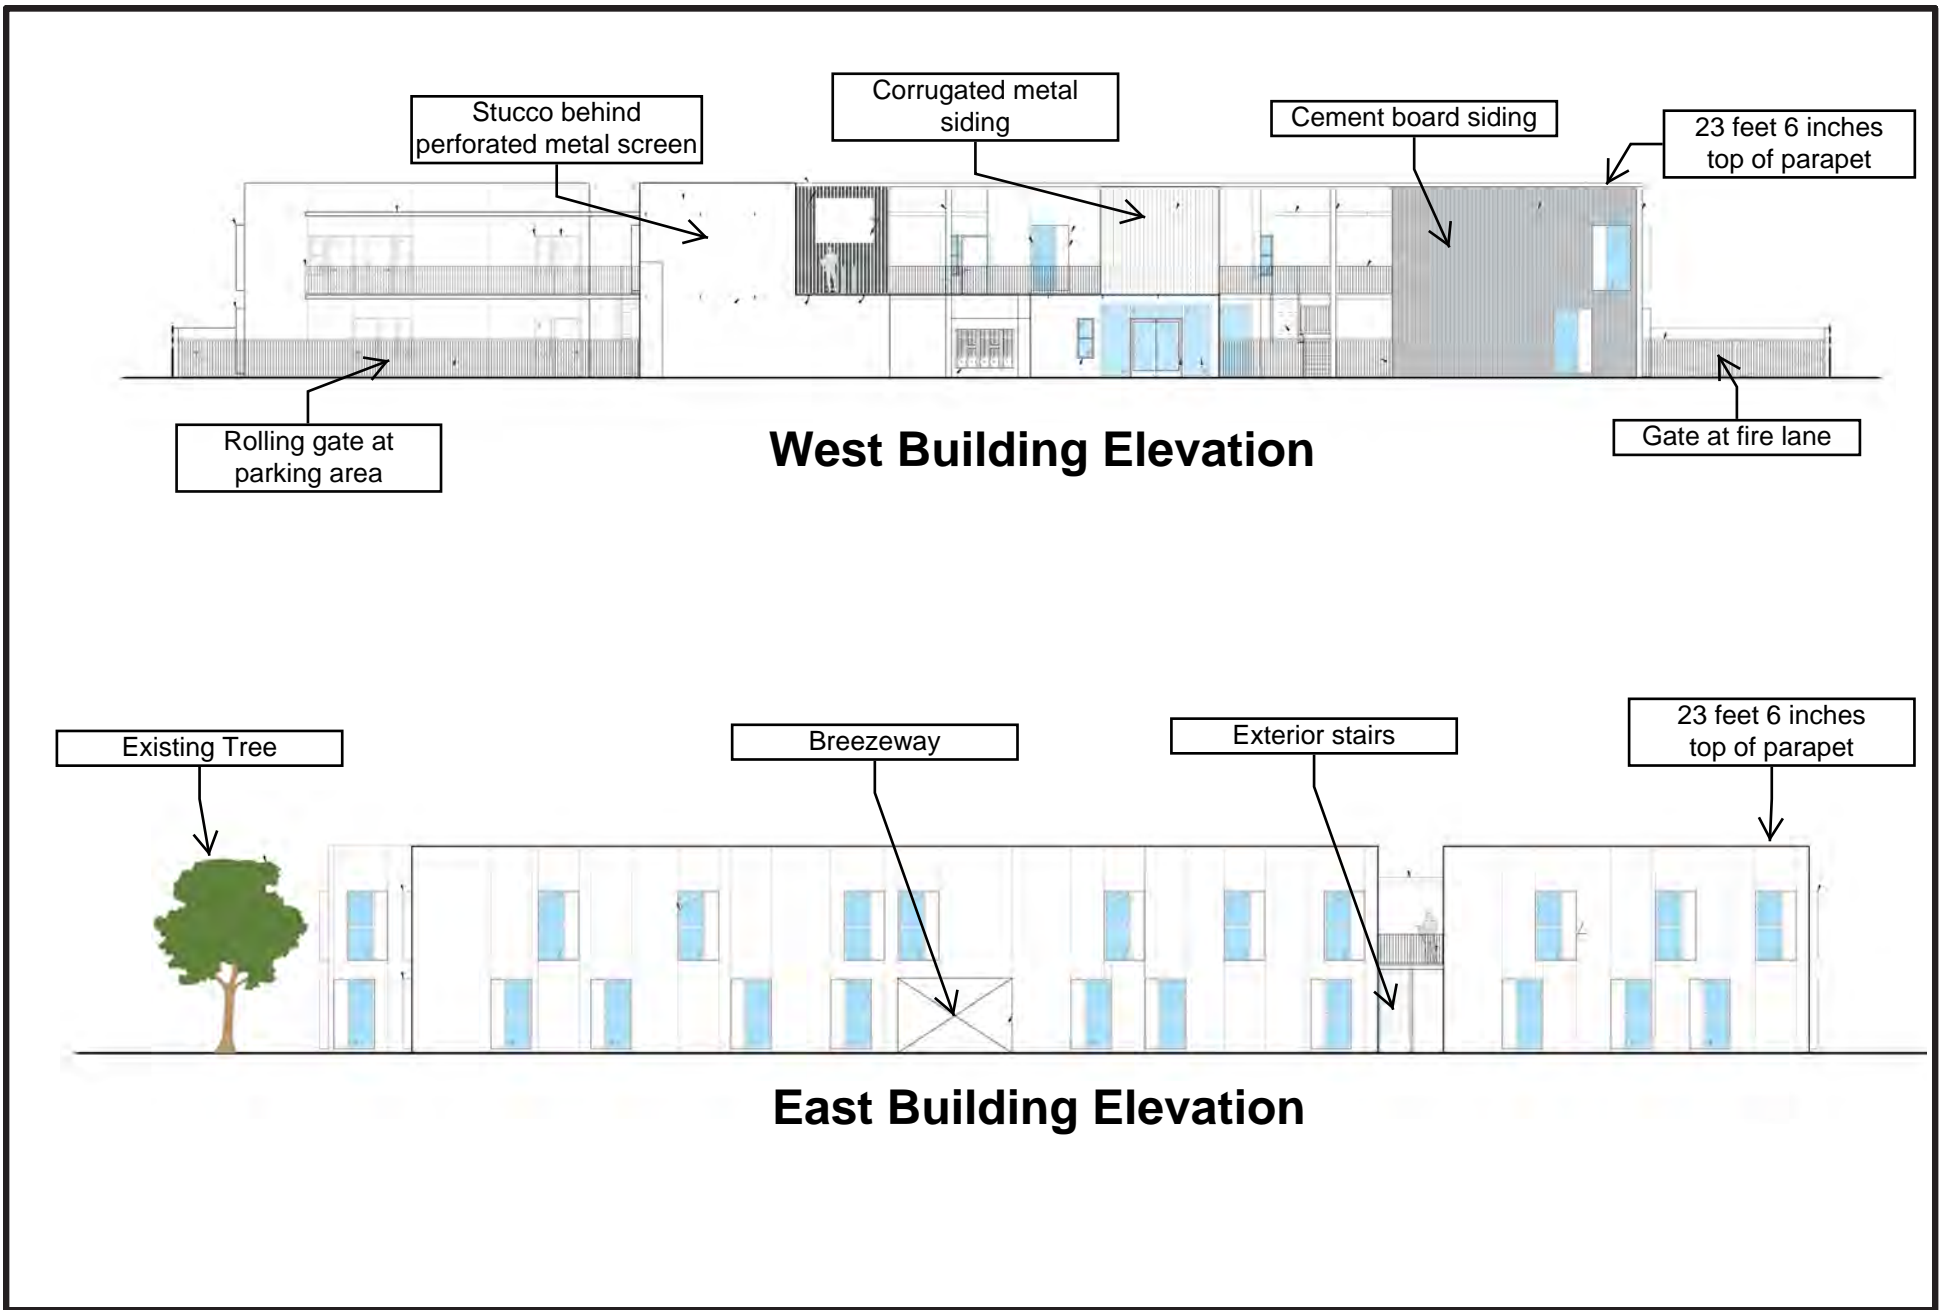 Stucco behind
perforated metal screen
Corrugated metal
siding
Cement board siding
23 feet 6 inches
top of parapet
Rolling gate at
parking area
West Building Elevation
Gate at fire lane
Existing Tree
Breezeway
Exterior stairs
23 feet 6 inches
top of parapet
East Building Elevation